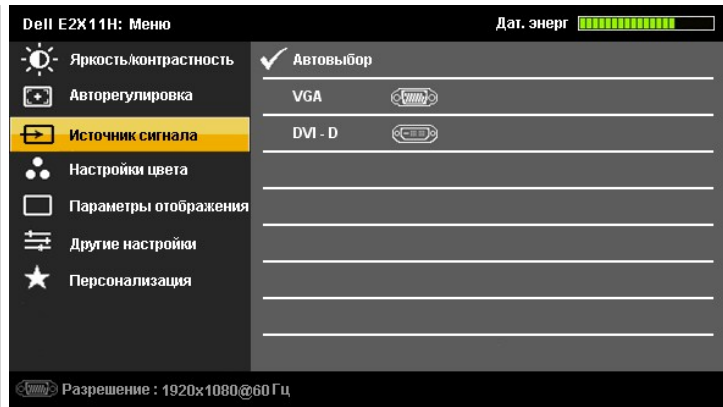 Dell E2X11H: Меню
Дат. энерг
Яркость/контрастность
Автовыбор
Авторегулировка
VGA
Источник сигнала
DVI - D
Настройки цвета
Параметры отображения
Другие настройки
Персонализация
Разрешение : 1920x1080@60 Гц